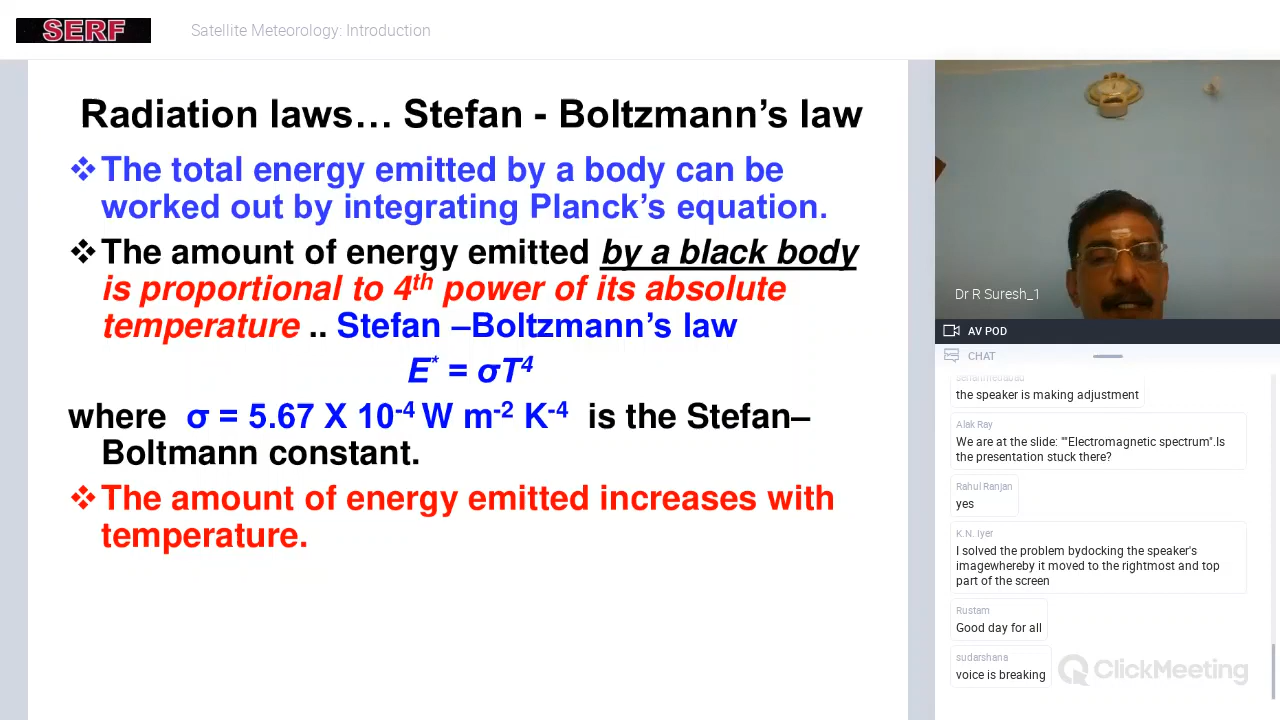 SERF
Satellite Meteorology: Introduction
Radiation laws… Stefan - Boltzmann’s law
❖The total energy emitted by a body can be
worked out by integrating Planck’s equation.
❖The amount of energy emitted by a black body
is proportional to 4th power of its absolute
temperature .. Stefan –Boltzmann’s law
E* = σT⁴
where σ = 5.67 X 10⁻⁴ W m⁻² K⁻⁴ is the Stefan–
Boltmann constant.
❖The amount of energy emitted increases with
temperature.
Dr R Suresh_1
AV POD
CHAT
the speaker is making adjustment
Alak Ray
We are at the slide: ""Electromagnetic spectrum".Is
the presentation stuck there?
Rahul Ranjan
yes
K.N. Iyer
I solved the problem bydocking the speaker's
imagewhereby it moved to the rightmost and top
part of the screen
Rustam
Good day for all
sudarshana
voice is breaking
ClickMeeting